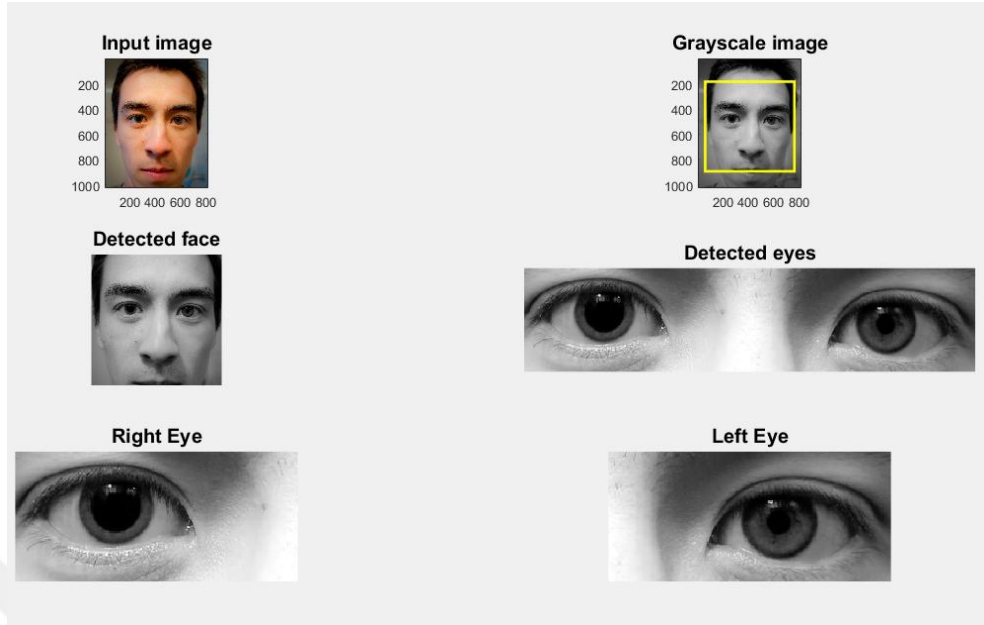 Input image
200
400
600
800
1000
200 400 600 800
Grayscale image
200
400
600
800
1000
200 400 600 800
Detected face
Detected eyes
Right Eye
Left Eye